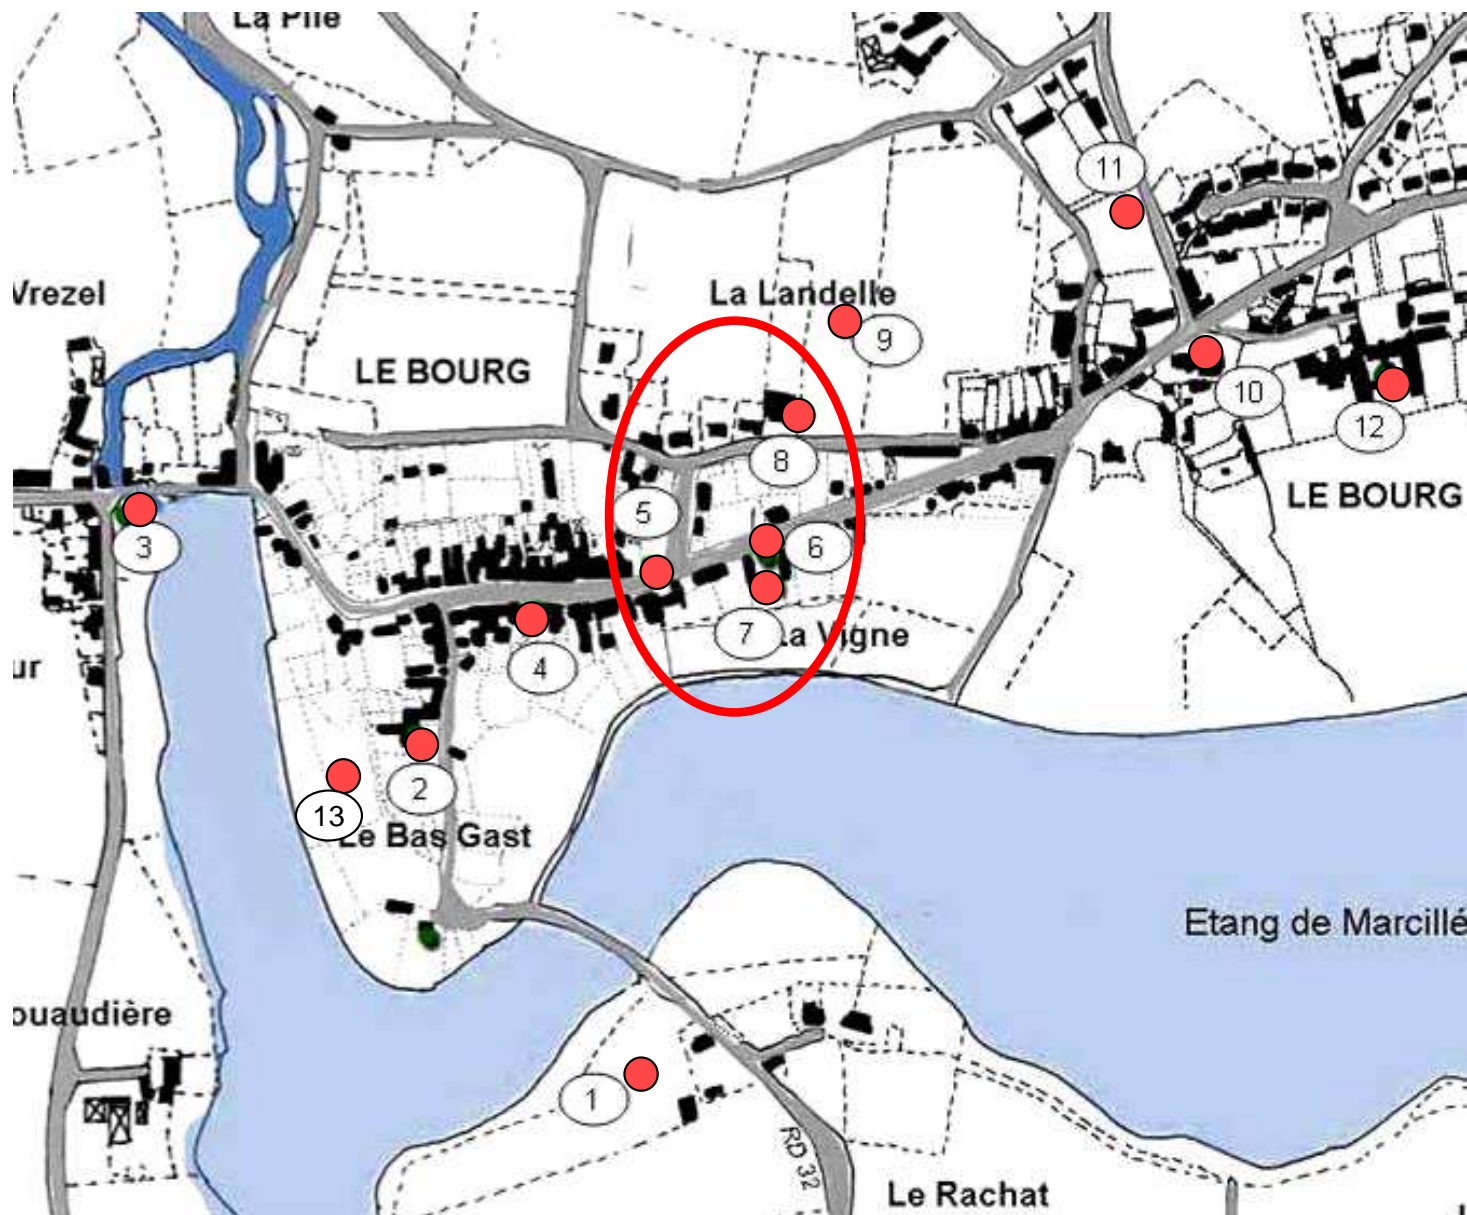 La Pile
11
Vrezel
La Landelle
9
LE BOURG
10
12
8
LE BOURG
5
6
3
7
La Vigne
4
ur
2
13
Le Bas Gast
Etang de Marcillé
ouaudière
1
RD 32
Le Rachat